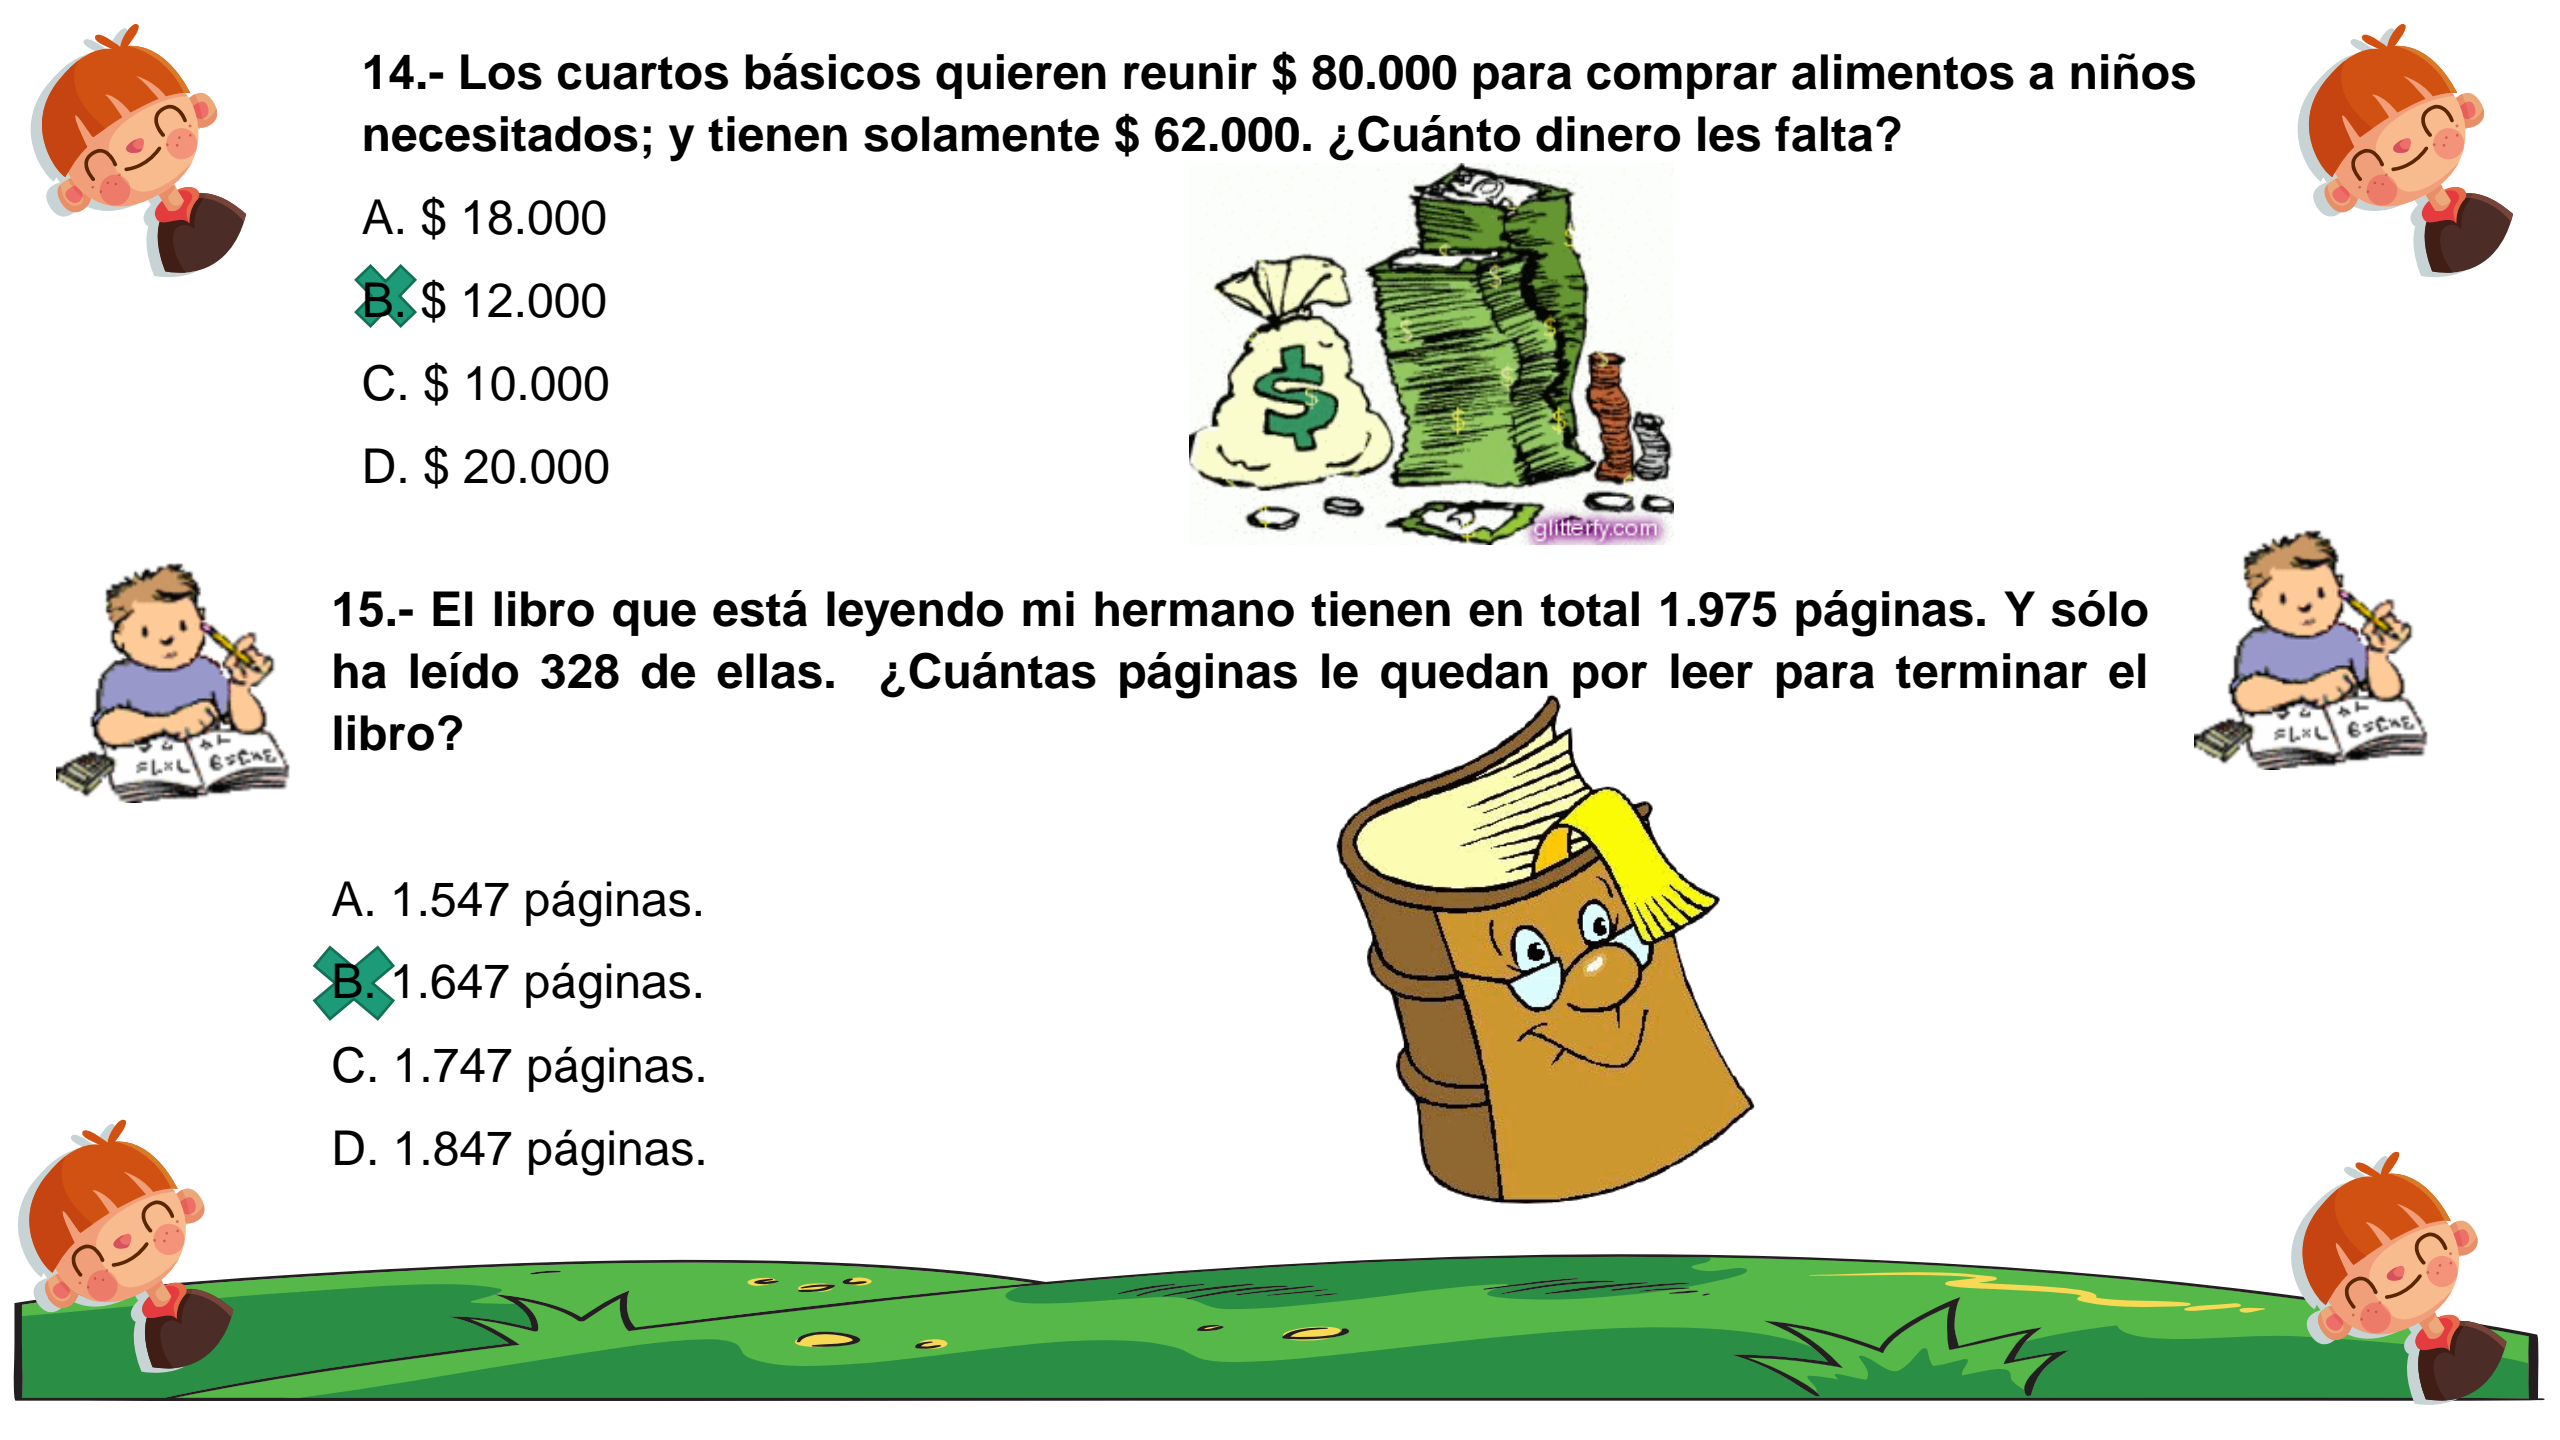 14.- Los cuartos básicos quieren reunir $ 80.000 para comprar alimentos a niños
necesitados; y tienen solamente $ 62.000. ¿Cuánto dinero les falta?
A. $ 18.000
B. $ 12.000
C. $ 10.000
D. $ 20.000
glitterfy.com
15.- El libro que está leyendo mi hermano tienen en total 1.975 páginas. Y sólo
ha leído 328 de ellas. ¿Cuántas páginas le quedan por leer para terminar el
libro?
A. 1.547 páginas.
B. 1.647 páginas.
C. 1.747 páginas.
D. 1.847 páginas.